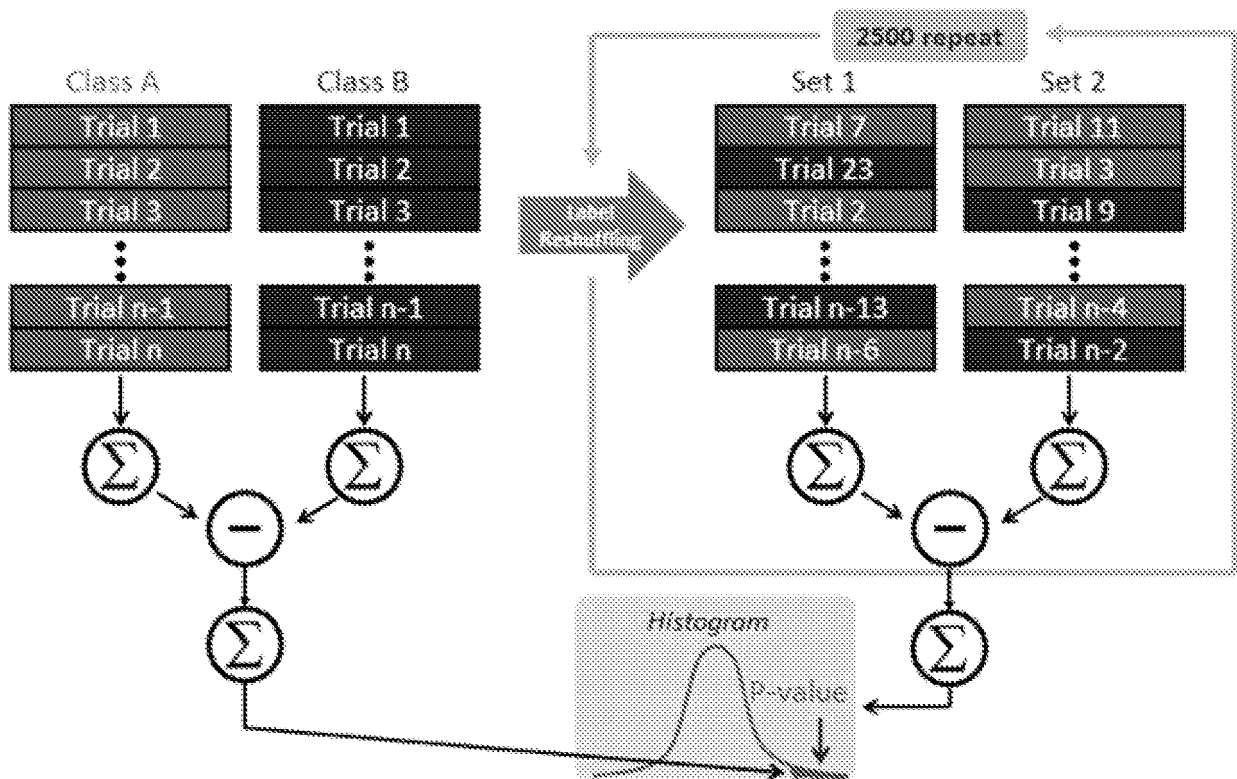 2500 repeat
Class A
Class B
Set 1
Set 2
Trial 1
Trial 2
Trial 3
Trial n-1
Trial n
Trial 1
Trial 2
Trial 3
Trial n-1
Trial n
Label
Reshuffling
Trial 7
Trial 23
Trial 2
Trial n-13
Trial n-6
Trial 11
Trial 3
Trial 9
Trial n-4
Trial n-2
Σ
Σ
−
Σ
Σ
Σ
−
Σ
Histogram
P-value